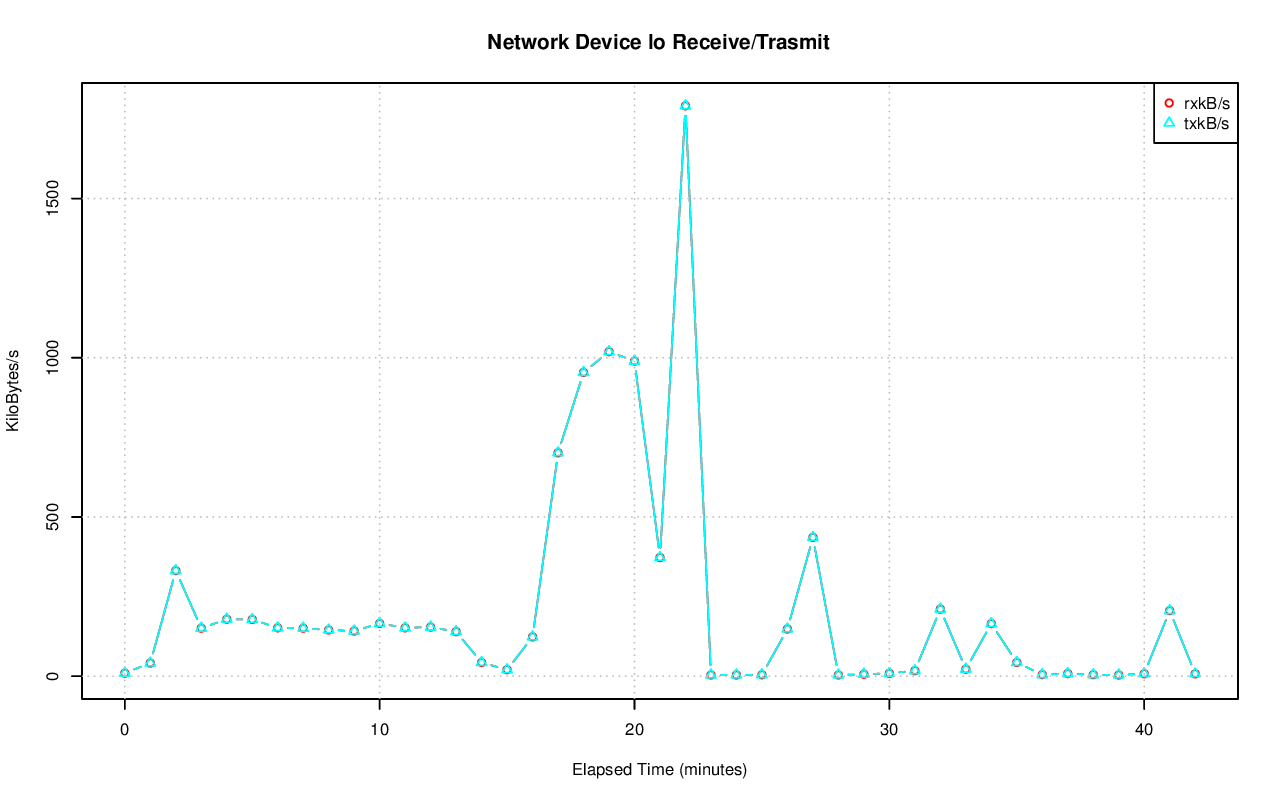 Network Device lo Receive/Trasmit
rxkB/s
txkB/s
KiloBytes/s
1500
1000
500
0
0 10 20 30 40
Elapsed Time (minutes)